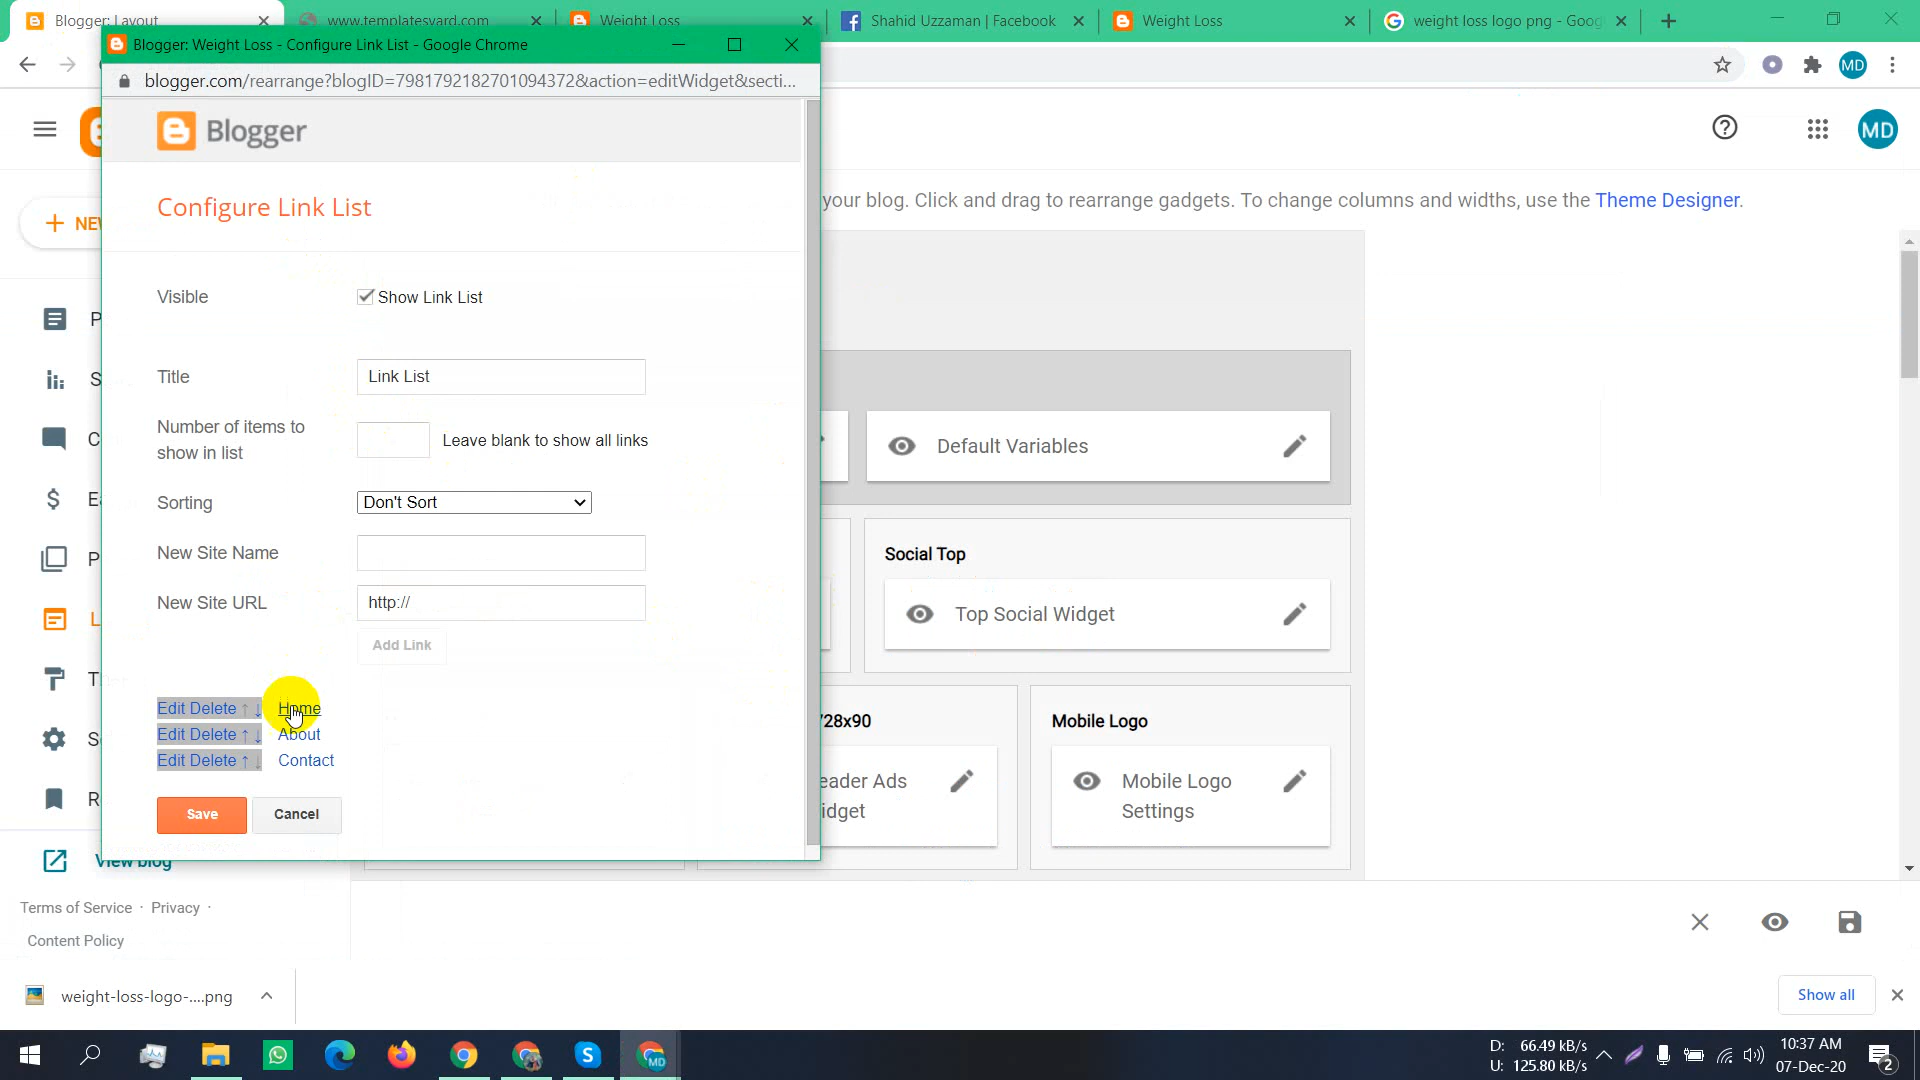 Blogger: Layout
www.templatesyard.com
Weight Loss
Shahid Uzzaman | Facebook
Weight Loss
weight loss logo png - Goog
Blogger: Weight Loss - Configure Link List - Google Chrome
blogger.com/rearrange?blogID=7981792182701094372&action=editWidget&secti...
MD
Blogger
MD
Configure Link List
your blog. Click and drag to rearrange gadgets. To change columns and widths, use the Theme Designer.
+ NEW
Visible
Show Link List
Title
Link List
Number of items to
show in list
Leave blank to show all links
Default Variables
Sorting
Don't Sort
New Site Name
Social Top
New Site URL
http://
Top Social Widget
Add Link
Edit Delete ↑ ↓ Home
Edit Delete ↑ ↓ About
Edit Delete ↑ ↓ Contact
728x90
Mobile Logo
eader Ads
idget
Mobile Logo
Settings
Save
Cancel
View blog
Terms of Service · Privacy ·
Content Policy
weight-loss-logo-....png
Show all
D: 66.49 kB/s
U: 125.80 kB/s
10:37 AM
07-Dec-20
2